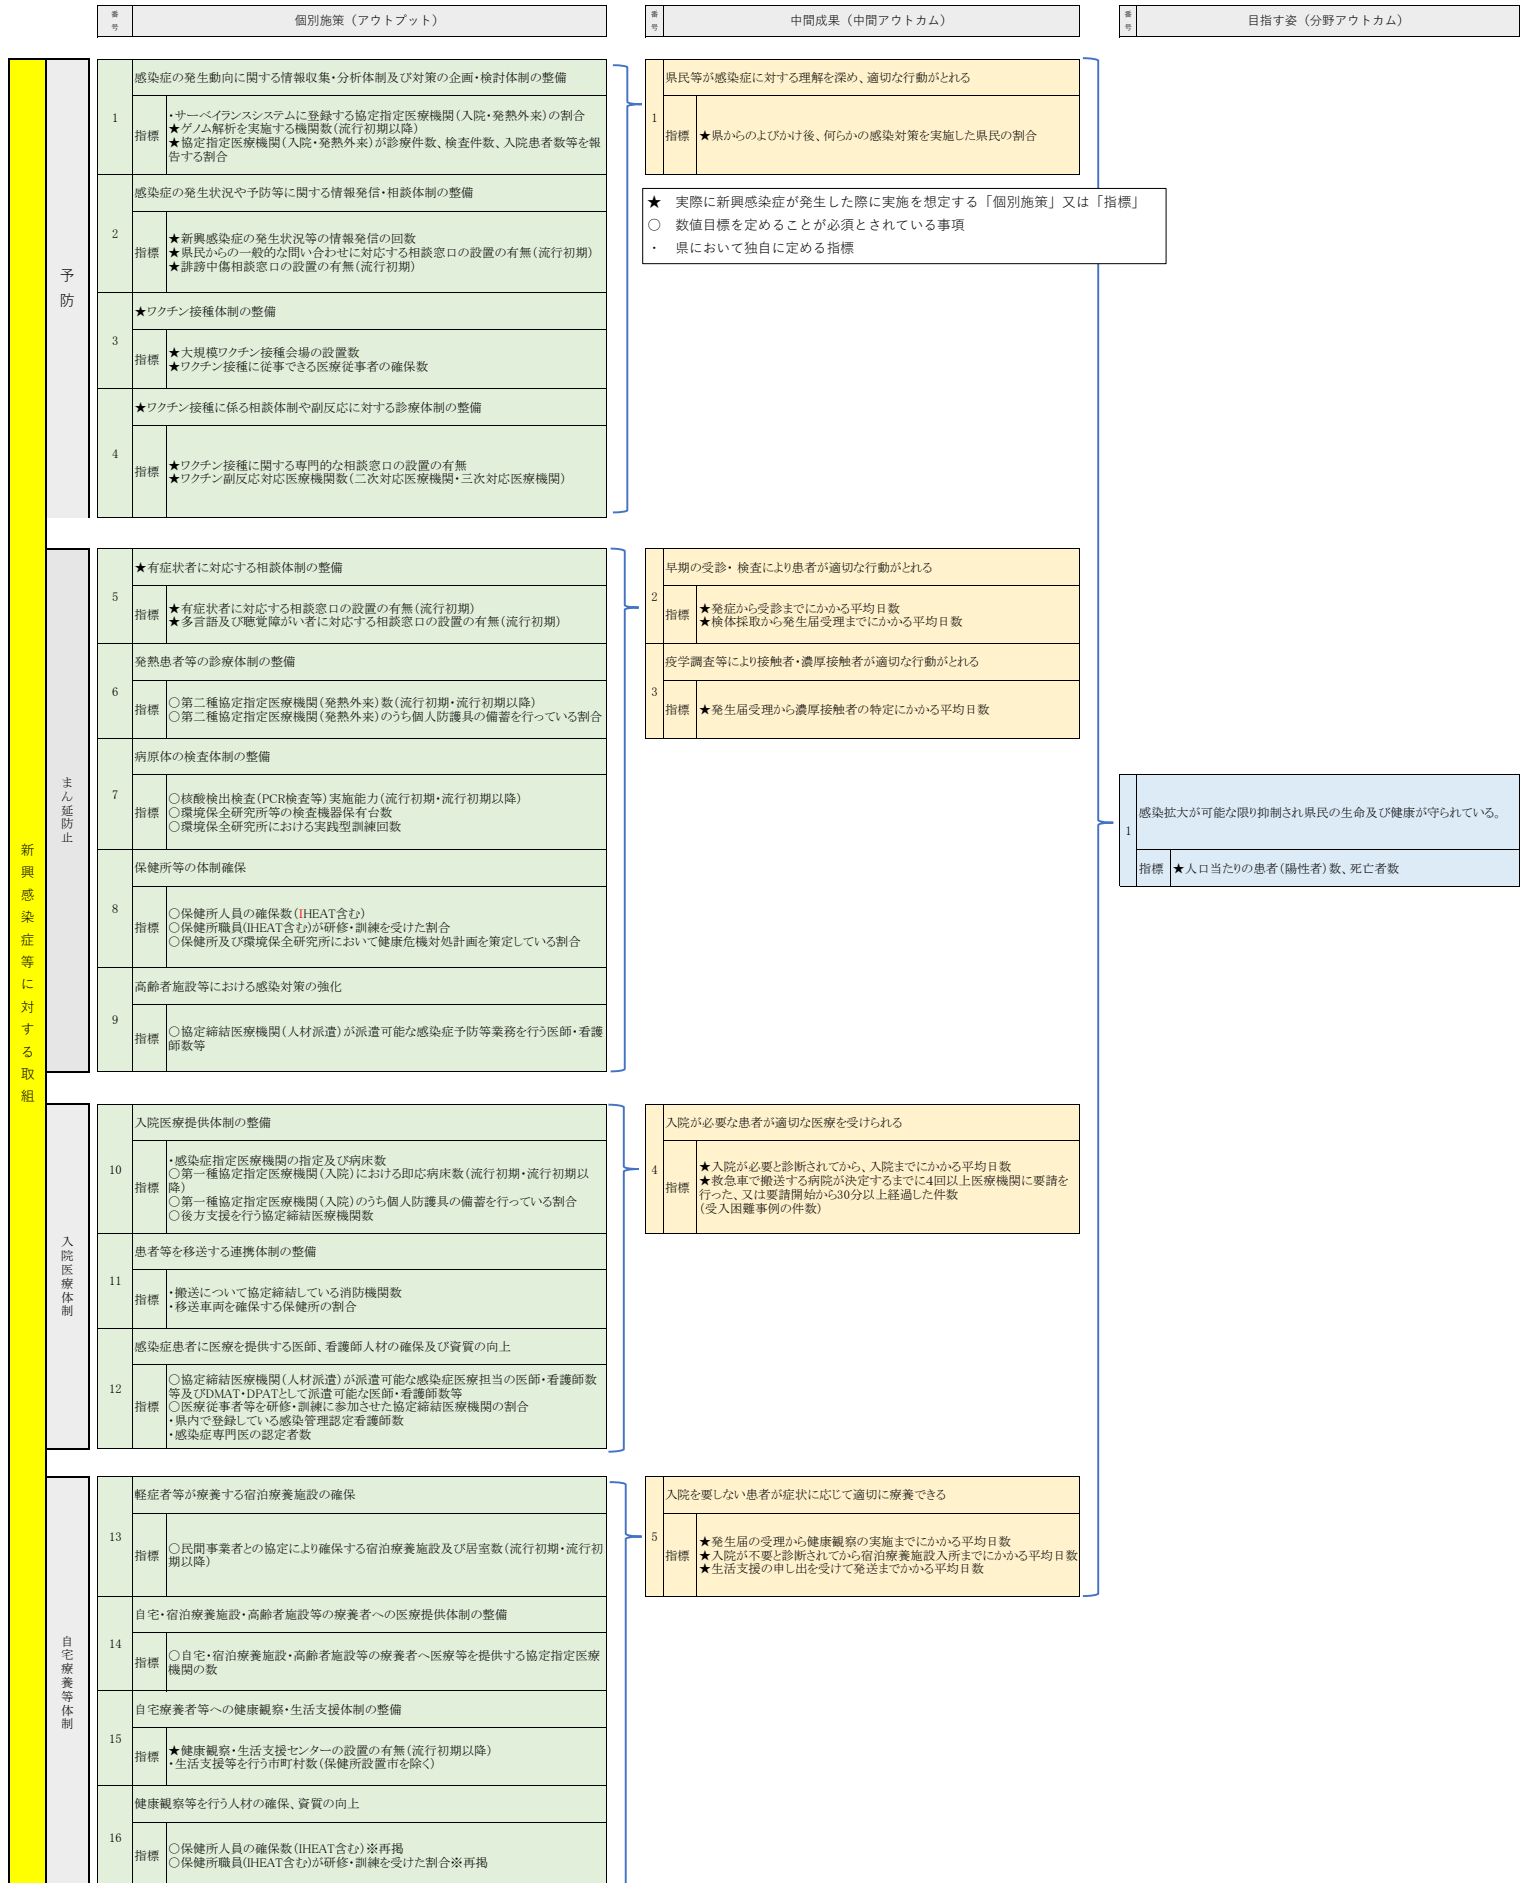 番号
個別施策（アウトプット）
番号
中間成果（中間アウトカム）
番号
目指す姿（分野アウトカム）
新興感染症等に対する取組
予防
1
感染症の発生動向に関する情報収集・分析体制及び対策の企画・検討体制の整備
指標
・サーベイランスシステムに登録する協定指定医療機関（入院・発熱外来）の割合
★ゲノム解析を実施する機関数（流行初期以降）
★協定指定医療機関（入院・発熱外来）が診療件数、検査件数、入院患者数等を報
告する割合
2
感染症の発生状況や予防等に関する情報発信・相談体制の整備
指標
★新興感染症の発生状況等の情報発信の回数
★県民からの一般的な問い合わせに対応する相談窓口の設置の有無（流行初期）
★誹謗中傷相談窓口の設置の有無（流行初期）
3
★ワクチン接種体制の整備
指標
★大規模ワクチン接種会場の設置数
★ワクチン接種に従事できる医療従事者の確保数
4
★ワクチン接種に係る相談体制や副反応に対する診療体制の整備
指標
★ワクチン接種に関する専門的な相談窓口の設置の有無
★ワクチン副反応対応医療機関数（二次対応医療機関・三次対応医療機関）
1
県民等が感染症に対する理解を深め、適切な行動がとれる
指標
★県からのよびかけ後、何らかの感染対策を実施した県民の割合
★　実際に新興感染症が発生した際に実施を想定する「個別施策」又は「指標」
○　数値目標を定めることが必須とされている事項
・　県において独自に定める指標
まん延防止
5
★有症状者に対応する相談体制の整備
指標
★有症状者に対応する相談窓口の設置の有無（流行初期）
★多言語及び聴覚障がい者に対応する相談窓口の設置の有無（流行初期）
6
発熱患者等の診療体制の整備
指標
○第二種協定指定医療機関（発熱外来）数（流行初期・流行初期以降）
○第二種協定指定医療機関（発熱外来）のうち個人防護具の備蓄を行っている割合
7
病原体の検査体制の整備
指標
○核酸検出検査（PCR検査等）実施能力（流行初期・流行初期以降）
○環境保全研究所等の検査機器保有台数
○環境保全研究所における実践型訓練回数
8
保健所等の体制確保
指標
○保健所人員の確保数（IHEAT含む）
○保健所職員(IHEAT含む)が研修・訓練を受けた割合
○保健所及び環境保全研究所において健康危機対処計画を策定している割合
9
高齢者施設等における感染対策の強化
指標
○協定締結医療機関（人材派遣）が派遣可能な感染症予防等業務を行う医師・看護
師数等
2
早期の受診・ 検査により患者が適切な行動がとれる
指標
★発症から受診までにかかる平均日数
★検体採取から発生届受理までにかかる平均日数
3
疫学調査等により接触者・濃厚接触者が適切な行動がとれる
指標
★発生届受理から濃厚接触者の特定にかかる平均日数
1
感染拡大が可能な限り抑制され県民の生命及び健康が守られている。
指標
★人口当たりの患者（陽性者）数、死亡者数
入院医療体制
10
入院医療提供体制の整備
指標
・感染症指定医療機関の指定及び病床数
○第一種協定指定医療機関（入院）における即応病床数（流行初期・流行初期以
降）
○第一種協定指定医療機関（入院）のうち個人防護具の備蓄を行っている割合
○後方支援を行う協定締結医療機関数
11
患者等を移送する連携体制の整備
指標
・搬送について協定締結している消防機関数
・移送車両を確保する保健所の割合
12
感染症患者に医療を提供する医師、看護師人材の確保及び資質の向上
指標
○協定締結医療機関（人材派遣）が派遣可能な感染症医療担当の医師・看護師数
等及びDMAT・DPATとして派遣可能な医師・看護師数等
○医療従事者等を研修・訓練に参加させた協定締結医療機関の割合
・県内で登録している感染管理認定看護師数
・感染症専門医の認定者数
4
入院が必要な患者が適切な医療を受けられる
指標
★入院が必要と診断されてから、入院までにかかる平均日数
★救急車で搬送する病院が決定するまでに4回以上医療機関に要請を
行った、又は要請開始から30分以上経過した件数
（受入困難事例の件数）
自宅療養等体制
13
軽症者等が療養する宿泊療養施設の確保
指標
○民間事業者との協定により確保する宿泊療養施設及び居室数（流行初期・流行初
期以降）
14
自宅・宿泊療養施設・高齢者施設等の療養者への医療提供体制の整備
指標
○自宅・宿泊療養施設・高齢者施設等の療養者へ医療等を提供する協定指定医療
機関の数
15
自宅療養者等への健康観察・生活支援体制の整備
指標
★健康観察・生活支援センターの設置の有無（流行初期以降）
・生活支援等を行う市町村数（保健所設置市を除く）
16
健康観察等を行う人材の確保、資質の向上
指標
○保健所人員の確保数（IHEAT含む）※再掲
○保健所職員(IHEAT含む)が研修・訓練を受けた割合※再掲
5
入院を要しない患者が症状に応じて適切に療養できる
指標
★発生届の受理から健康観察の実施までにかかる平均日数
★入院が不要と診断されてから宿泊療養施設入所までにかかる平均日数
★生活支援の申し出を受けて発送までかかる平均日数